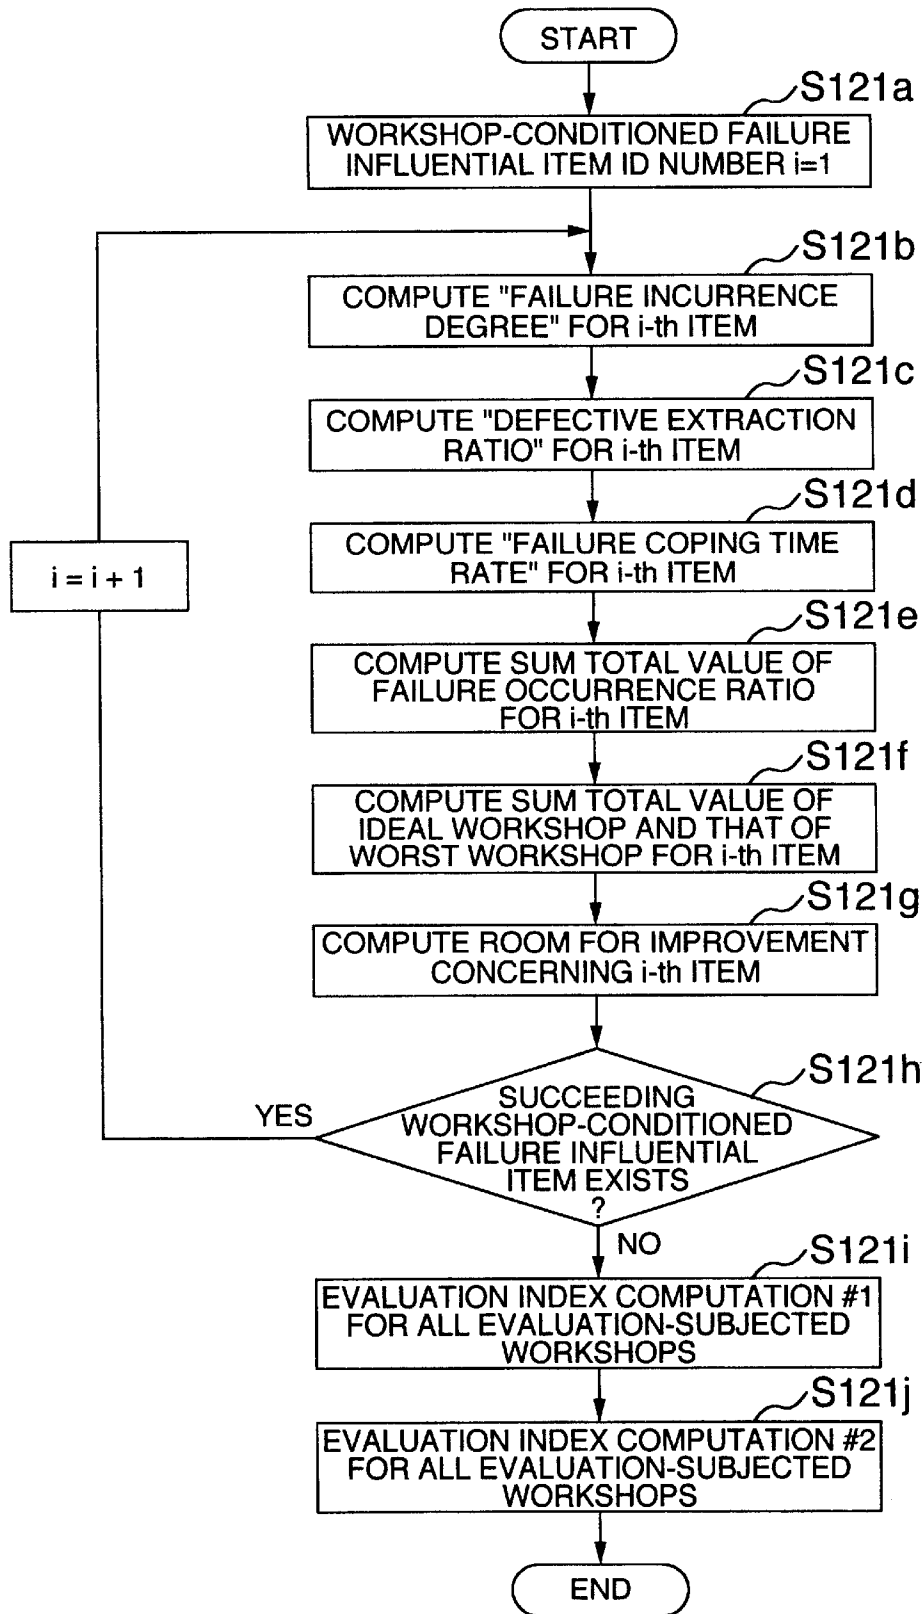 START
S121a
WORKSHOP-CONDITIONED FAILURE
INFLUENTIAL ITEM ID NUMBER i=1
S121b
COMPUTE "FAILURE INCURRENCE
DEGREE" FOR i-th ITEM
S121c
COMPUTE "DEFECTIVE EXTRACTION
RATIO" FOR i-th ITEM
S121d
COMPUTE "FAILURE COPING TIME
RATE" FOR i-th ITEM
i = i + 1
S121e
COMPUTE SUM TOTAL VALUE OF
FAILURE OCCURRENCE RATIO
FOR i-th ITEM
S121f
COMPUTE SUM TOTAL VALUE OF
IDEAL WORKSHOP AND THAT OF
WORST WORKSHOP FOR i-th ITEM
S121g
COMPUTE ROOM FOR IMPROVEMENT
CONCERNING i-th ITEM
S121h
SUCCEEDING
WORKSHOP-CONDITIONED
FAILURE INFLUENTIAL
ITEM EXISTS
?
YES
NO
S121i
EVALUATION INDEX COMPUTATION #1
FOR ALL EVALUATION-SUBJECTED
WORKSHOPS
S121j
EVALUATION INDEX COMPUTATION #2
FOR ALL EVALUATION-SUBJECTED
WORKSHOPS
END